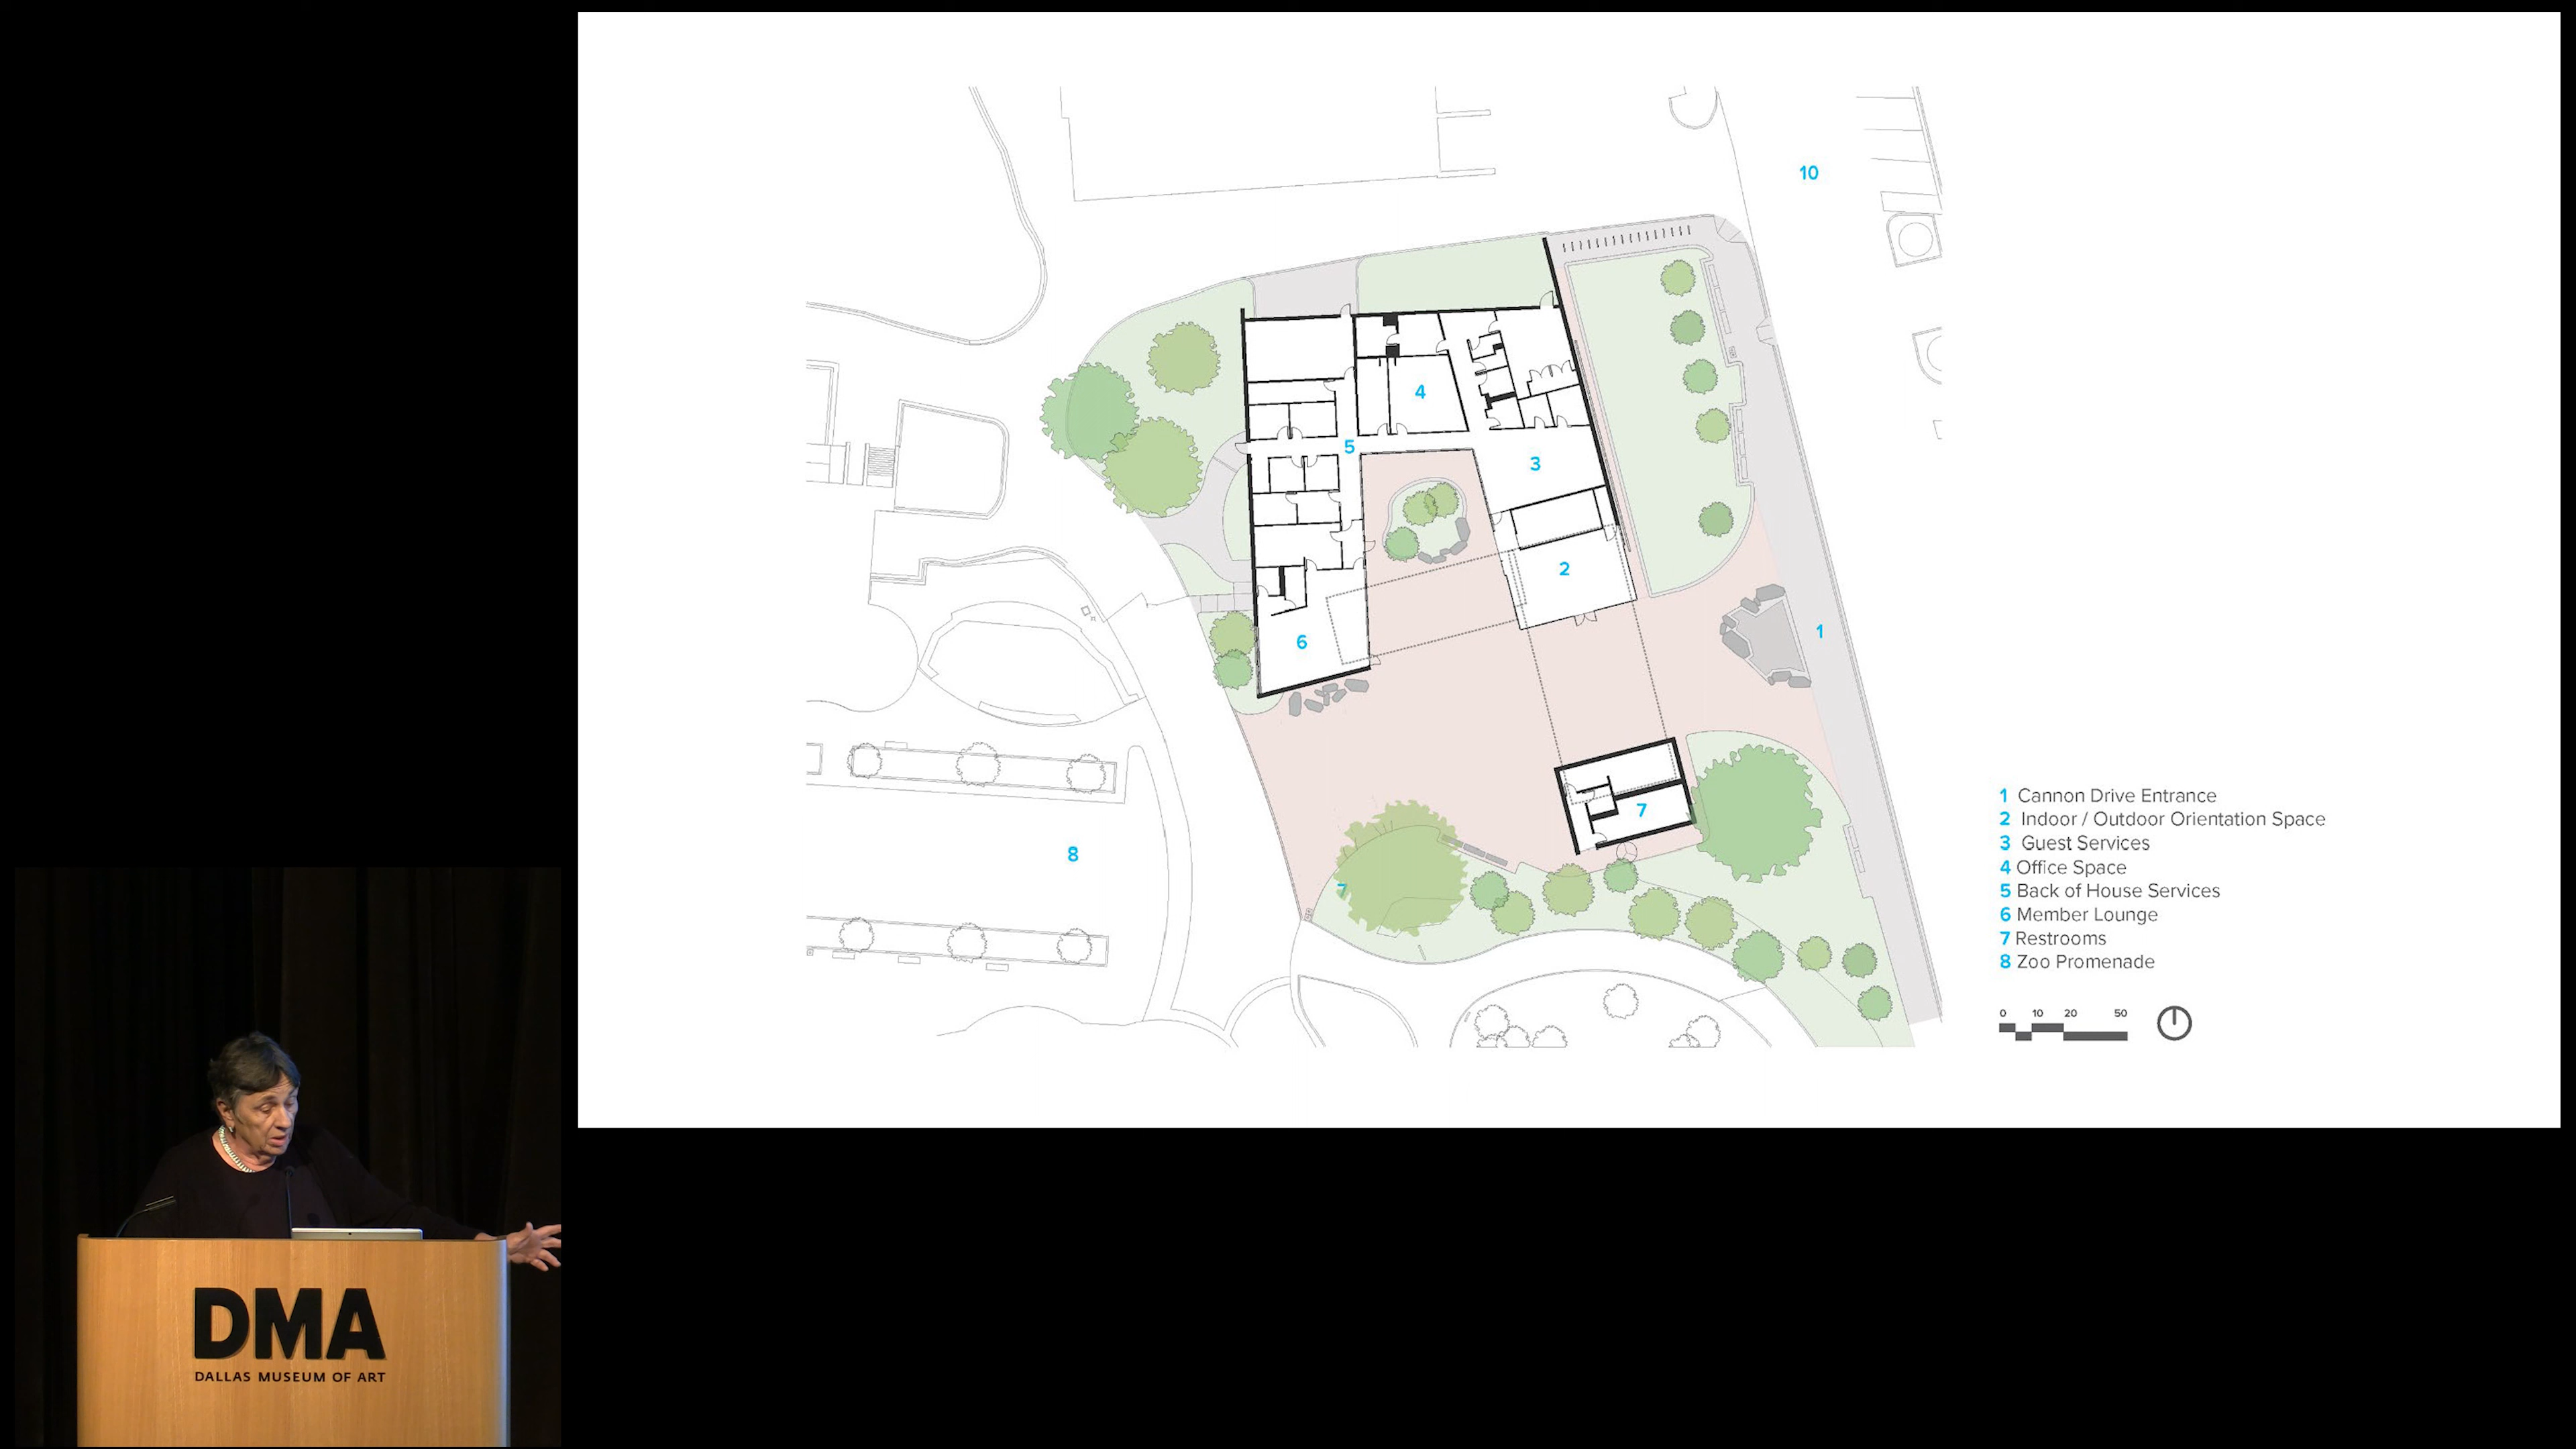 10
4
5
3
2
6
1
7
8
7
1 Cannon Drive Entrance
2 Indoor / Outdoor Orientation Space
3 Guest Services
4 Office Space
5 Back of House Services
6 Member Lounge
7 Restrooms
8 Zoo Promenade
0 10 20 50
DMA
DALLAS MUSEUM OF ART